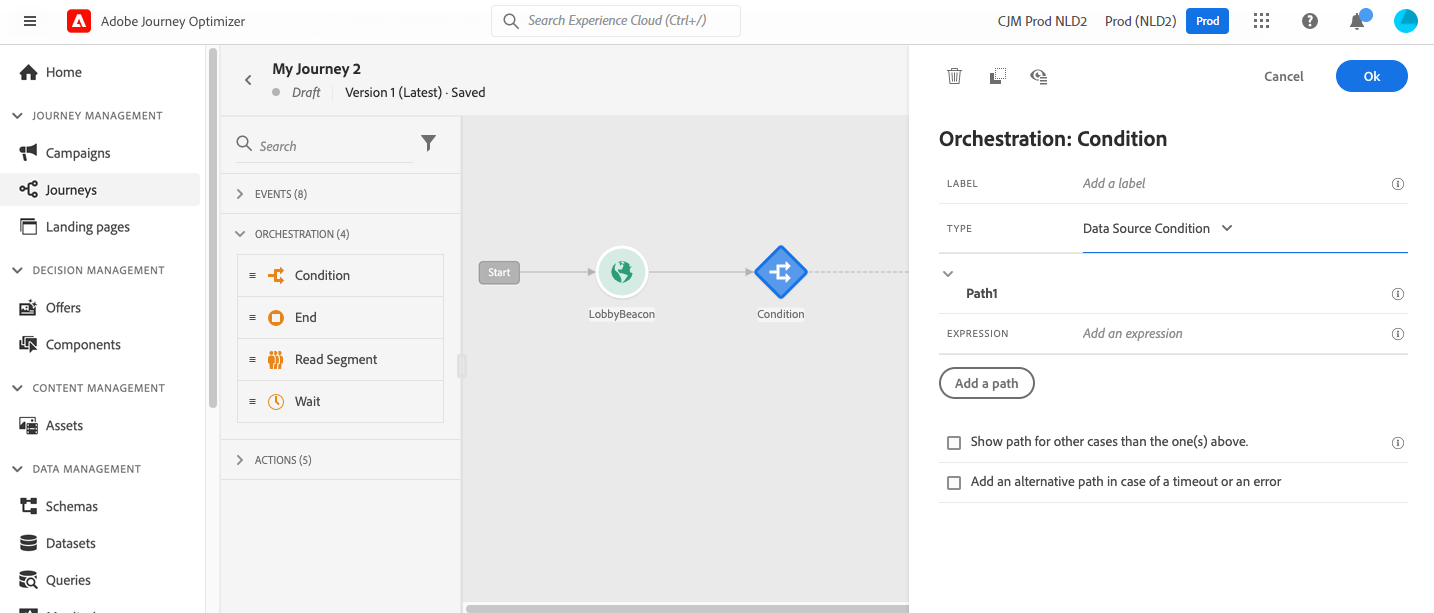 Adobe Journey Optimizer
Search Experience Cloud (Ctrl+/)
CJM Prod NLD2
Prod (NLD2)
Prod
Home
JOURNEY MANAGEMENT
Campaigns
Journeys
Landing pages
DECISION MANAGEMENT
Offers
Components
CONTENT MANAGEMENT
Assets
DATA MANAGEMENT
Schemas
Datasets
Queries
My Journey 2
Draft
Version 1 (Latest) · Saved
Search
EVENTS (8)
ORCHESTRATION (4)
Condition
End
Read Segment
Wait
ACTIONS (5)
Start
LobbyBeacon
Condition
Cancel
Ok
Orchestration: Condition
LABEL
Add a label
TYPE
Data Source Condition
Path1
EXPRESSION
Add an expression
Add a path
Show path for other cases than the one(s) above.
Add an alternative path in case of a timeout or an error